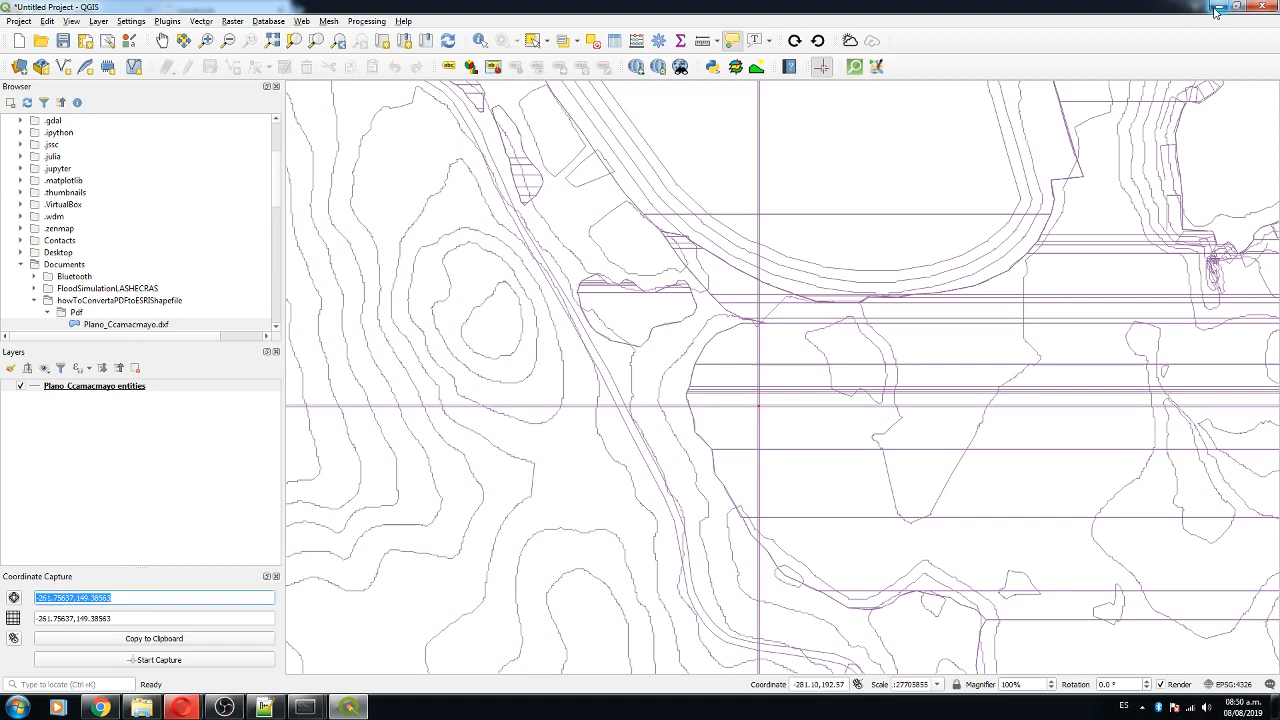 *Untitled Project - QGIS
Project Edit View Layer Settings Plugins Vector Raster Database Web Mesh Processing Help
Browser
.gdal
.ipython
.jssc
.julia
.jupyter
.matplotlib
.thumbnails
.VirtualBox
.wdm
.zenmap
Contacts
Desktop
Documents
Bluetooth
FloodSimulationLASHECRAS
howToConvertaPDFtoESRIShapefile
Pdf
Plano_Ccamacmayo.dxf
Layers
Plano_Ccamacmayo entities
Coordinate Capture
-261.75637,149.38563
-261.75637,149.38563
Copy to Clipboard
Start Capture
Type to locate (Ctrl+K) Ready Coordinate -281.10,192.57 Scale :27705855 Magnifier 100% Rotation 0.0 ° Render EPSG:4326
ES 08:50 a.m.
08/08/2019